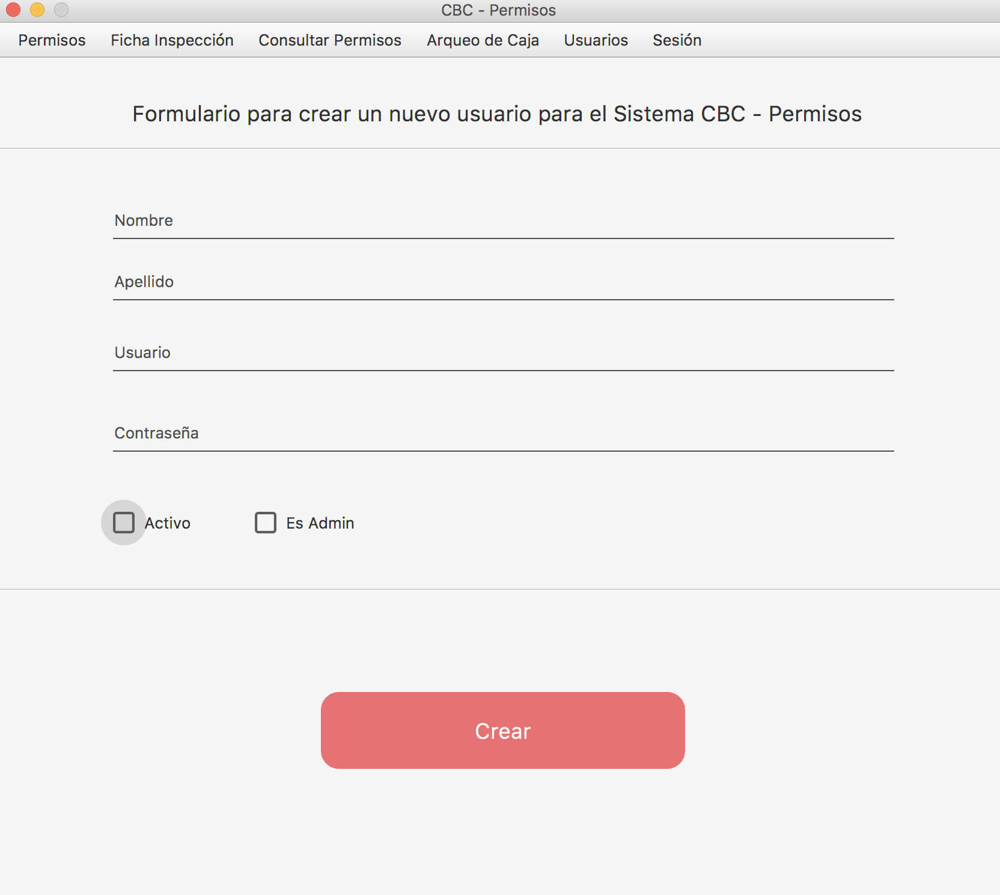 CBC - Permisos
Permisos Ficha Inspección Consultar Permisos Arqueo de Caja Usuarios Sesión
Formulario para crear un nuevo usuario para el Sistema CBC - Permisos
Nombre
Apellido
Usuario
Contraseña
Activo Es Admin
Crear